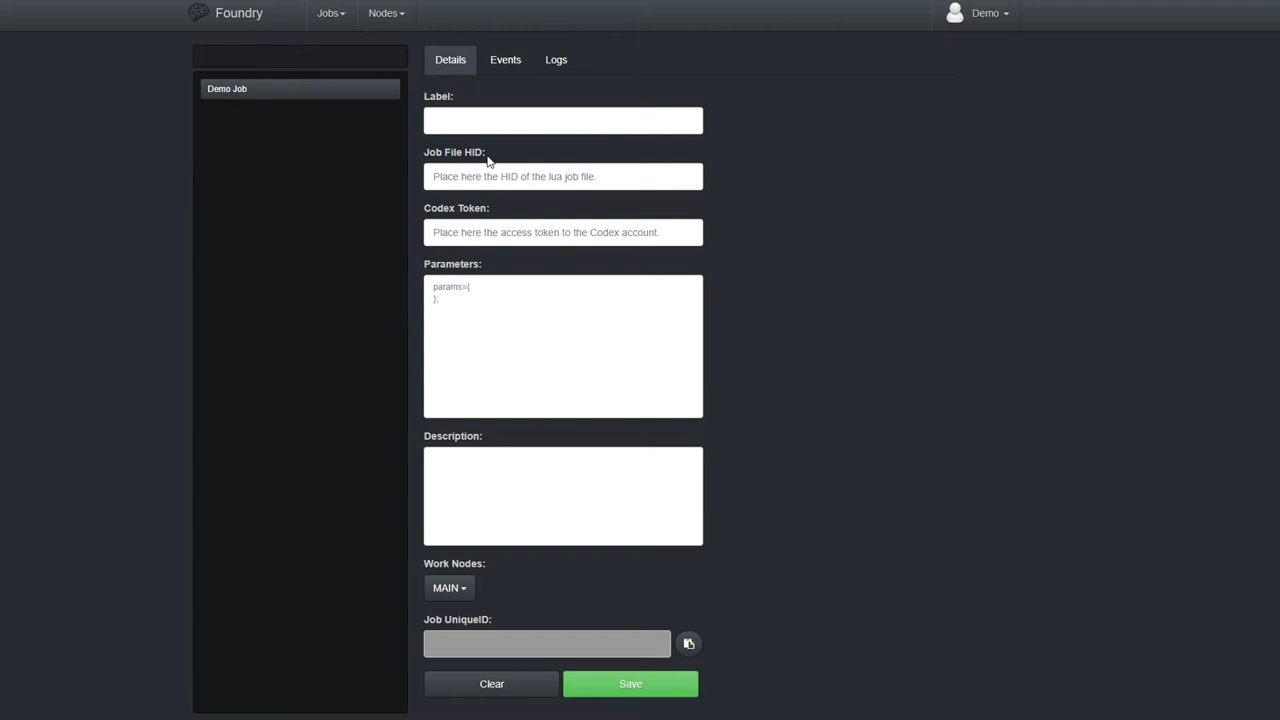 Foundry
Jobs
Nodes
Demo
Demo Job
Details
Events
Logs
Label:
Job File HID:
Place here the HID of the lua job file.
Codex Token:
Place here the access token to the Codex account.
Parameters:
params={
};
Description:
Work Nodes:
MAIN
Job UniqueID:
Clear
Save